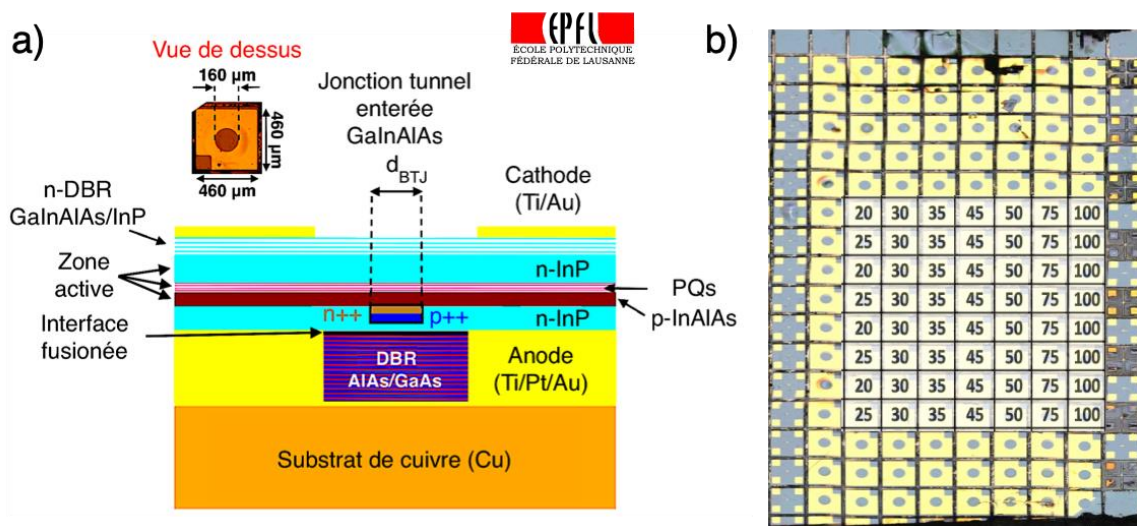 a)
Vue de dessus
160 µm
460 µm
460 µm
EPFL
ÉCOLE POLYTECHNIQUE
FÉDÉRALE DE LAUSANNE
Jonction tunnel
enterée
GaInAlAs
d_BTJ
n-DBR
GaInAlAs/InP
Cathode
(Ti/Au)
Zone
active
n-InP
PQs
p-InAlAs
n++
p++
n-InP
Interface
fusionée
DBR
AlAs/GaAs
Anode
(Ti/Pt/Au)
Substrat de cuivre (Cu)
b)
20 30 35 45 50 75 100
25 30 35 45 50 75 100
20 30 35 45 50 75 100
25 30 35 45 50 75 100
20 30 35 45 50 75 100
25 30 35 45 50 75 100
20 30 35 45 50 75 100
25 30 35 45 50 75 100